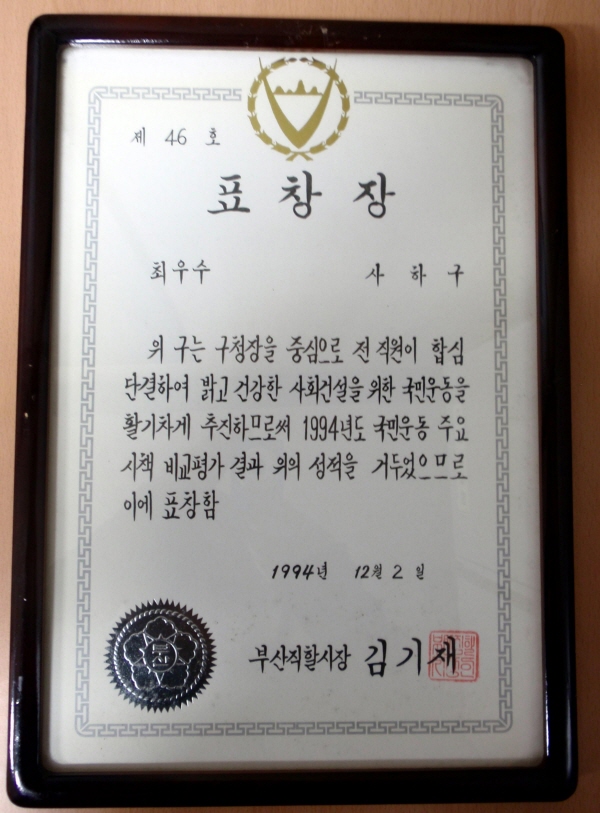 제 46 호
표창장
최우수 사하구
위 구는 구청장을 중심으로 전 직원이 합심
단결하여 밝고 건강한 사회건설을 위한 국민운동을
활기차게 추진하므로써 1994년도 국민운동 주요
시책 비교평가 결과 위의 성적을 거두었으므로
이에 표창함
1994년 12월 2일
부산직할시장 김기재
부산